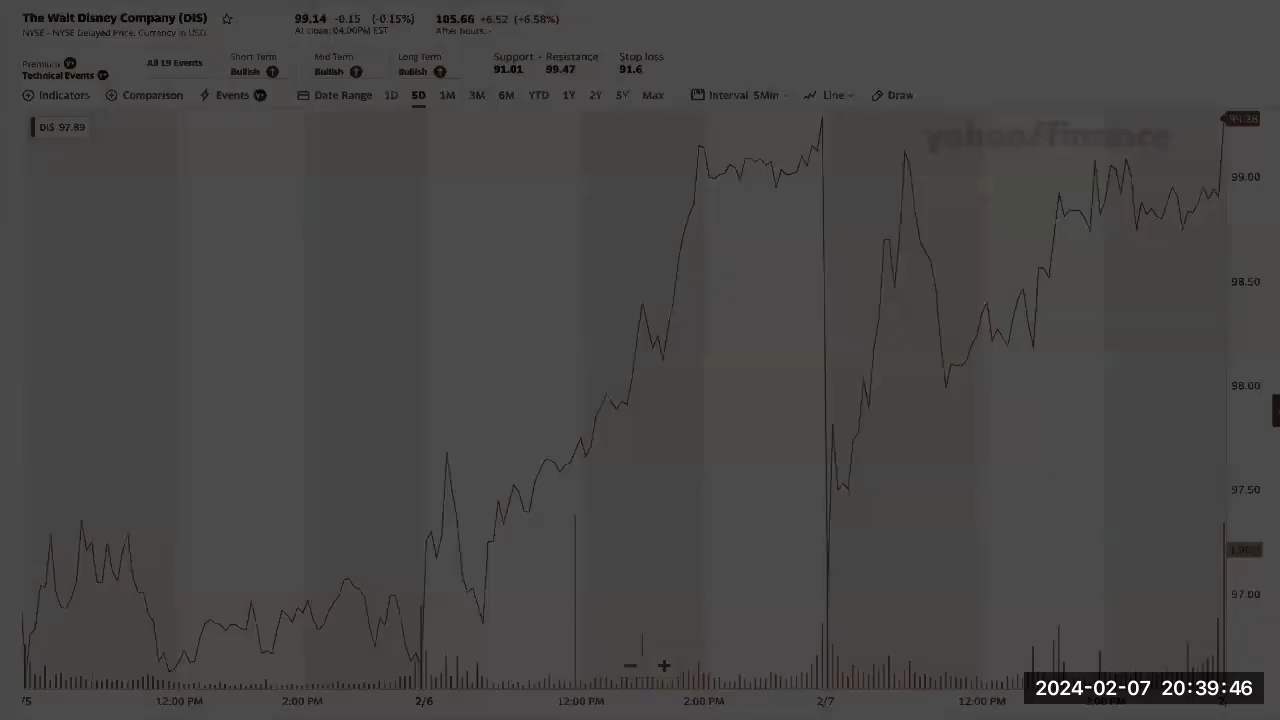 The Walt Disney Company (DIS)
NYSE - NYSE Delayed Price. Currency in USD
99.14 -0.15 (-0.15%)
At close: 04:00PM EST
105.66 +6.52 (+6.58%)
After hours: -
Premium Y+
Technical Events Y+
All 19 Events
Short Term
Bullish
Mid Term
Bullish
Long Term
Bullish
Support - Resistance
91.01 99.47
Stop loss
91.6
Indicators Comparison Events Y+ Date Range 1D 5D 1M 3M 6M YTD 1Y 2Y 5Y Max Interval 5Min Line Draw
DIS 97.89
yahoo/finance
99.28
99.00
98.50
98.00
97.50
97.00
− +
/5 12:00 PM 2:00 PM 2/6 12:00 PM 2:00 PM 2/7 12:00 PM
2024-02-07 20:39:46